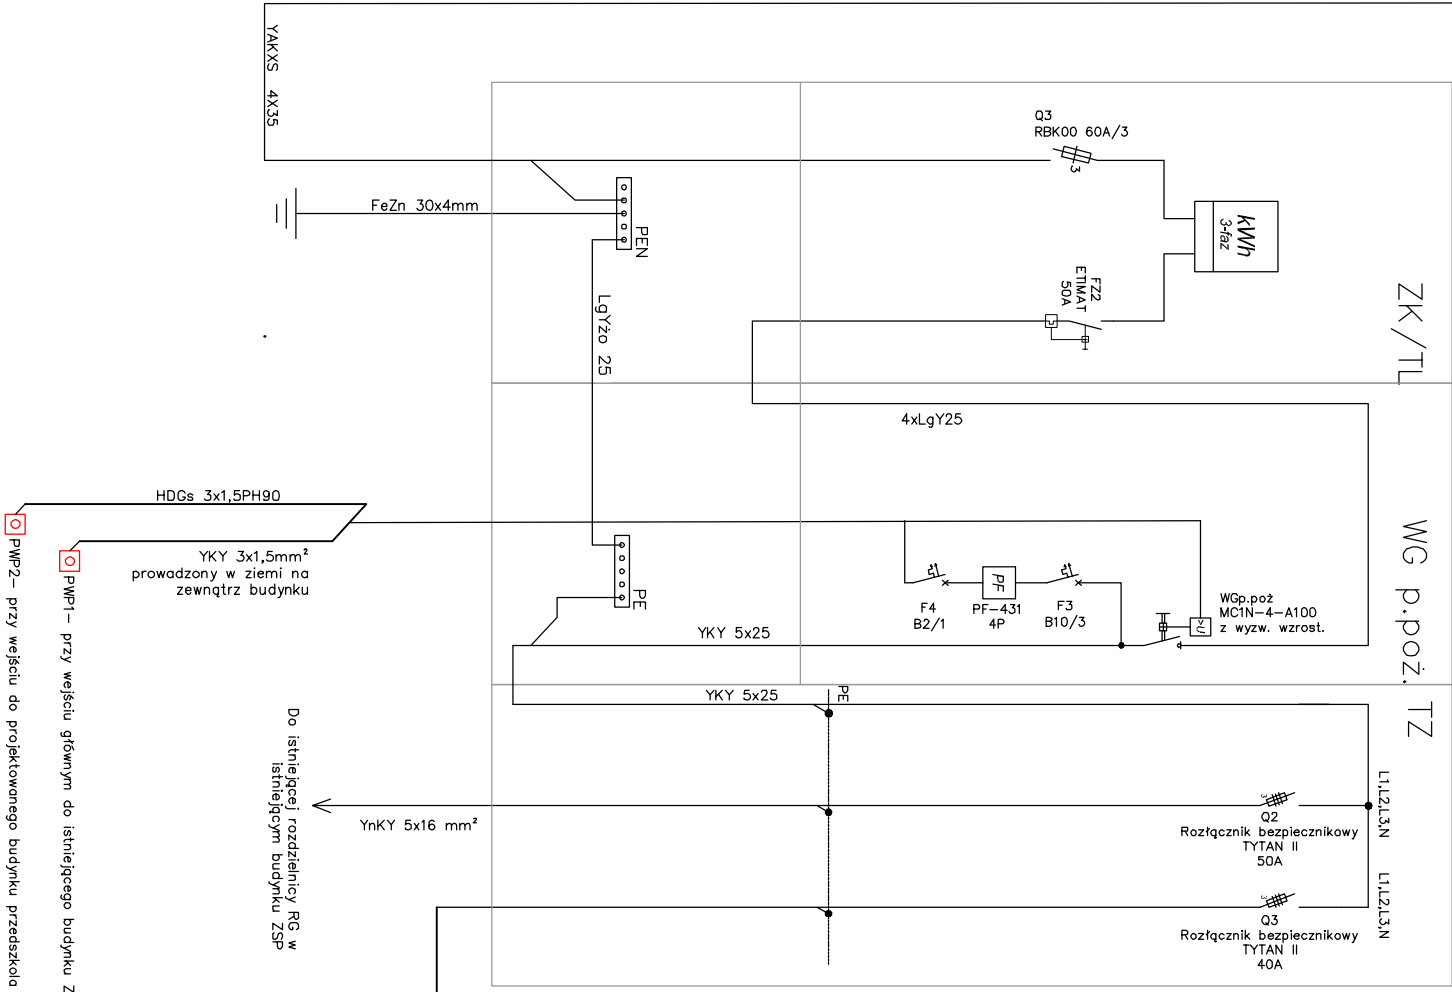 YAKXS 4X35
Q3
RBK00 60A/3
3
kWh
3-faz
FeZn 30x4mm
PEN
FZ2
ETIMAT
50A
ZK/TL
LgYżo 25
4xLgY25
HDGs 3x1,5PH90
YKY 3x1,5mm²
prowadzony w ziemi na
zewnątrz budynku
PE
F4
B2/1
PF
PF-431
4P
F3
B10/3
>U
WGp.poż
MC1N-4-A100
z wyzw. wzrost.
WG p.poż.
YKY 5x25
YKY 5x25
PE
TZ
PWP2- przy wejściu do projektowanego budynku przedszkola
PWP1- przy wejściu głównym do istniejącego budynku Z
Do istniejącej rozdzielnicy RG w
istniejącym budynku ZSP
YnKY 5x16 mm²
L1,L2,L3,N
3
Q2
Rozłącznik bezpiecznikowy
TYTAN II
50A
L1,L2,L3,N
3
Q3
Rozłącznik bezpiecznikowy
TYTAN II
40A